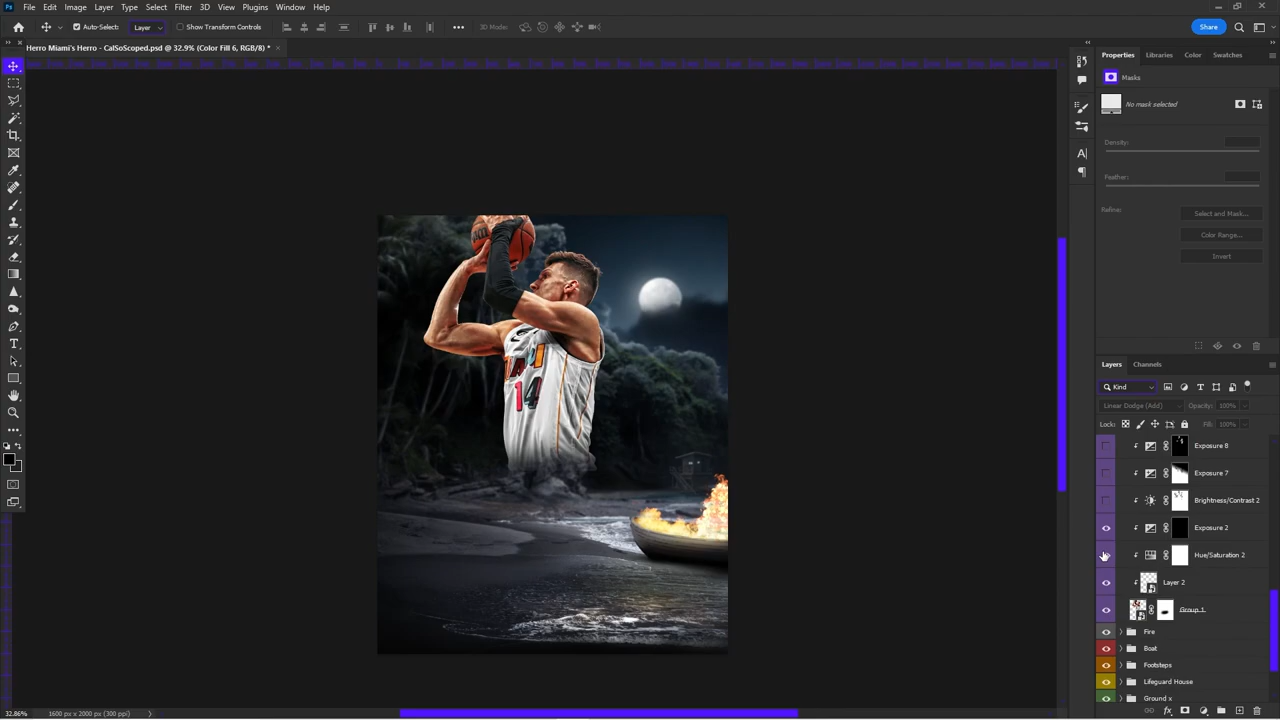 Ps File Edit Image Layer Type Select Filter 3D View Plugins Window Help
Auto-Select: Layer Show Transform Controls 3D Mode: Share
Herro Miami's Herro - CalSoScoped.psd @ 32.9% (Color Fill 6, RGB/8) *
Properties Libraries Color Swatches
Masks
No mask selected
Density:
Feather:
Refine: Select and Mask...
Color Range...
Invert
14
Layers Channels
Kind
Linear Dodge (Add) Opacity: 100%
Lock: Fill: 100%
Exposure 8
Exposure 7
Brightness/Contrast 2
Exposure 2
Hue/Saturation 2
Layer 2
Group 1
Fire
Boat
Footsteps
Lifeguard House
Ground x
32.86% 1600 px x 2000 px (300 ppi)